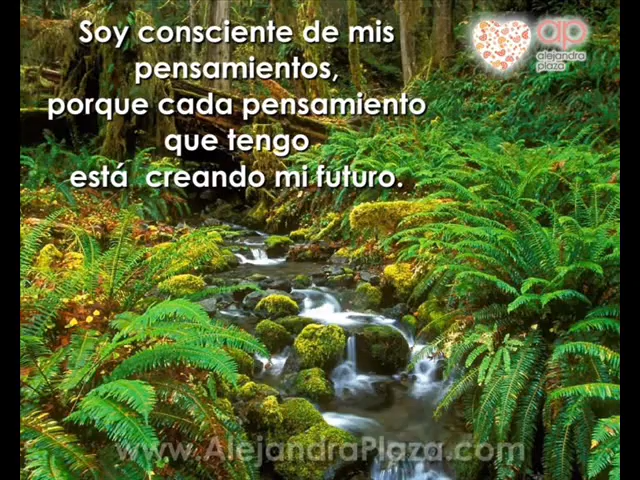 Soy consciente de mis
pensamientos,
porque cada pensamiento
que tengo
está creando mi futuro.
ap
alejandra
plaza
www.AlejandraPlaza.com